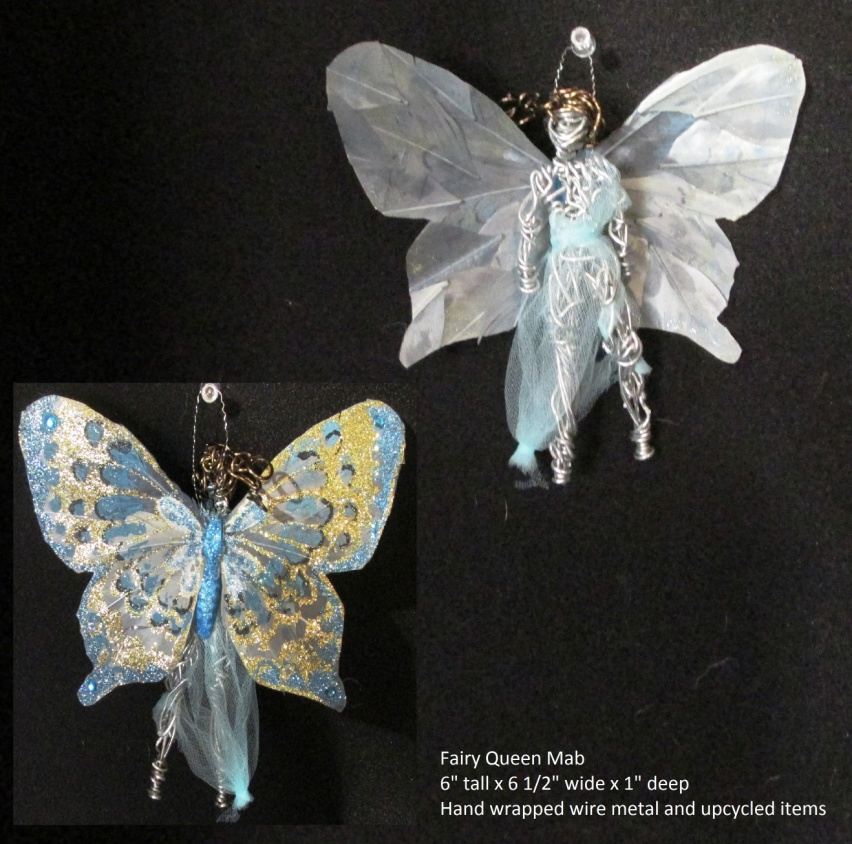 Fairy Queen Mab
6" tall x 6 1/2" wide x 1" deep
Hand wrapped wire metal and upcycled items